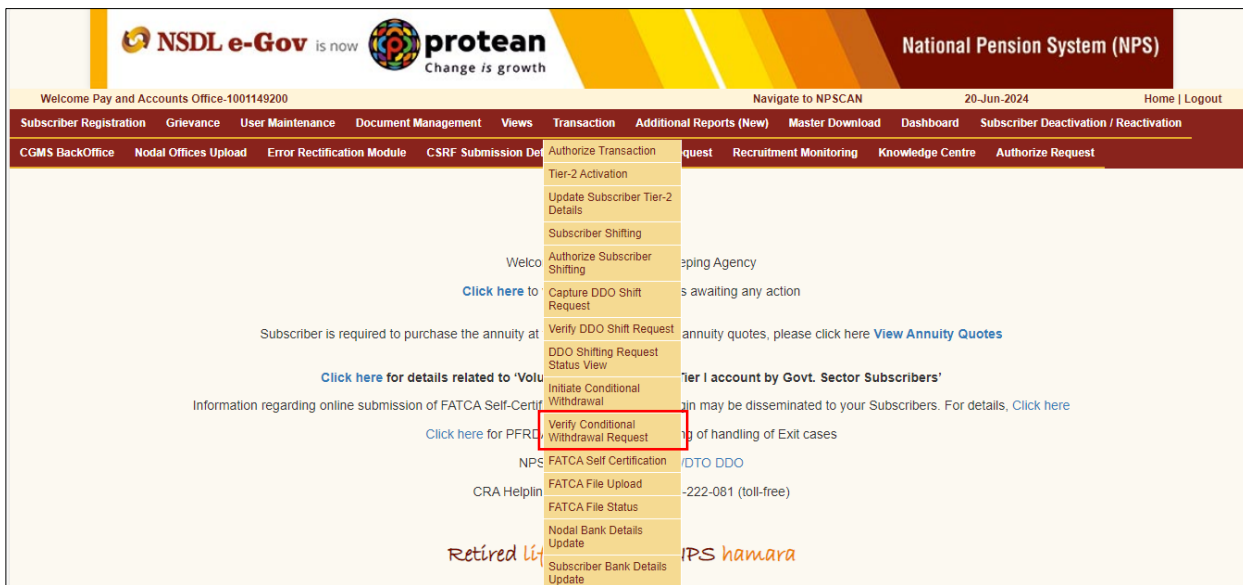 NSDL e-Gov is now protean
Change is growth
National Pension System (NPS)
Welcome Pay and Accounts Office-1001149200 Navigate to NPSCAN 20-Jun-2024 Home | Logout
Subscriber Registration Grievance User Maintenance Document Management Views Transaction Additional Reports (New) Master Download Dashboard Subscriber Deactivation / Reactivation
CGMS BackOffice Nodal Offices Upload Error Rectification Module CSRF Submission Det quest Recruitment Monitoring Knowledge Centre Authorize Request
Authorize Transaction
Tier-2 Activation
Update Subscriber Tier-2
Details
Subscriber Shifting
Authorize Subscriber
Shifting
Capture DDO Shift
Request
Verify DDO Shift Request
DDO Shifting Request
Status View
Initiate Conditional
Withdrawal
Verify Conditional
Withdrawal Request
FATCA Self Certification
FATCA File Upload
FATCA File Status
Nodal Bank Details
Update
Subscriber Bank Details
Update
Welco eping Agency
Click here to s awaiting any action
Subscriber is required to purchase the annuity at annuity quotes, please click here View Annuity Quotes
Click here for details related to ‘Volu Tier I account by Govt. Sector Subscribers’
Information regarding online submission of FATCA Self-Certif gin may be disseminated to your Subscribers. For details, Click here
Click here for PFRD ng of handling of Exit cases
NPS /DTO DDO
CRA Helplin -222-081 (toll-free)
Retired lif NPS hamara